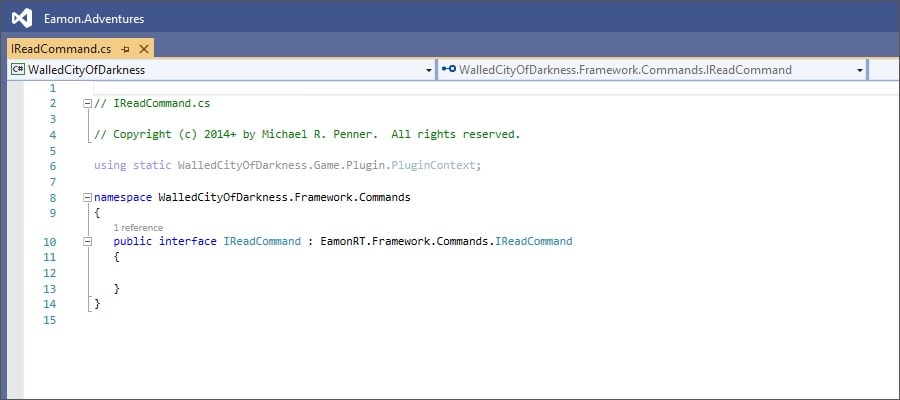 Eamon.Adventures
IReadCommand.cs
C# WalledCityOfDarkness WalledCityOfDarkness.Framework.Commands.IReadCommand
1
2 // IReadCommand.cs
3
4 // Copyright (c) 2014+ by Michael R. Penner.  All rights reserved.
5
6 using static WalledCityOfDarkness.Game.Plugin.PluginContext;
7
8 namespace WalledCityOfDarkness.Framework.Commands
9 {
1 reference
10 public interface IReadCommand : EamonRT.Framework.Commands.IReadCommand
11 {
12
13 }
14 }
15